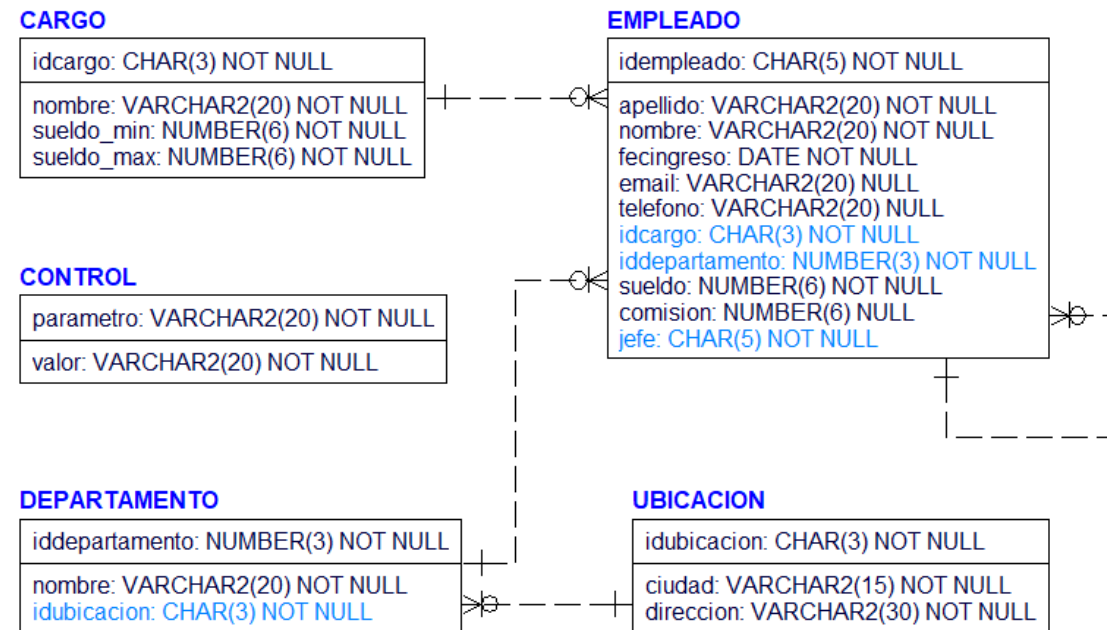 CARGO
idcargo: CHAR(3) NOT NULL
nombre: VARCHAR2(20) NOT NULL
sueldo_min: NUMBER(6) NOT NULL
sueldo_max: NUMBER(6) NOT NULL
EMPLEADO
idempleado: CHAR(5) NOT NULL
apellido: VARCHAR2(20) NOT NULL
nombre: VARCHAR2(20) NOT NULL
fecingreso: DATE NOT NULL
email: VARCHAR2(20) NULL
telefono: VARCHAR2(20) NULL
idcargo: CHAR(3) NOT NULL
iddepartamento: NUMBER(3) NOT NULL
sueldo: NUMBER(6) NOT NULL
comision: NUMBER(6) NULL
jefe: CHAR(5) NOT NULL
CONTROL
parametro: VARCHAR2(20) NOT NULL
valor: VARCHAR2(20) NOT NULL
DEPARTAMENTO
iddepartamento: NUMBER(3) NOT NULL
nombre: VARCHAR2(20) NOT NULL
idubicacion: CHAR(3) NOT NULL
UBICACION
idubicacion: CHAR(3) NOT NULL
ciudad: VARCHAR2(15) NOT NULL
direccion: VARCHAR2(30) NOT NULL